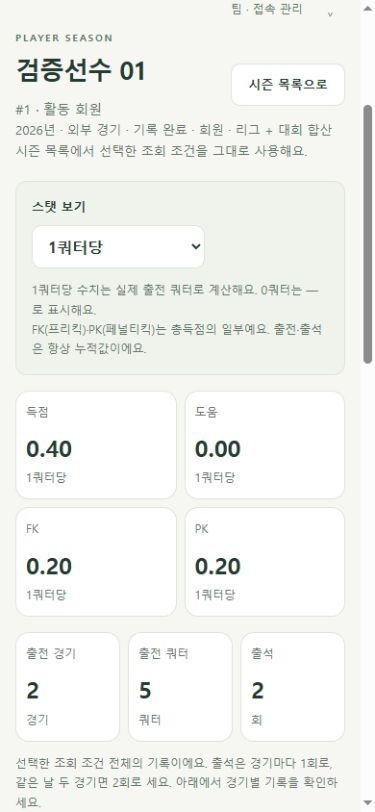 팀 · 접속 관리
PLAYER SEASON
검증선수 01
시즌 목록으로
#1 · 활동 회원
2026년 · 외부 경기 · 기록 완료 · 회원 · 리그 + 대회 합산
시즌 목록에서 선택한 조회 조건을 그대로 사용해요.
스탯 보기
1쿼터당
1쿼터당 수치는 실제 출전 쿼터로 계산해요. 0쿼터는 —
로 표시해요.
FK(프리킥)·PK(페널티킥)는 총득점의 일부예요. 출전·출석
은 항상 누적값이에요.
득점
도움
0.40
0.00
1쿼터당
1쿼터당
FK
PK
0.20
0.20
1쿼터당
1쿼터당
출전 경기
출전 쿼터
출석
2
5
2
경기
쿼터
회
선택한 조회 조건 전체의 기록이에요. 출석은 경기마다 1회로,
같은 날 두 경기면 2회로 세요. 아래에서 경기별 기록을 확인하
세요.